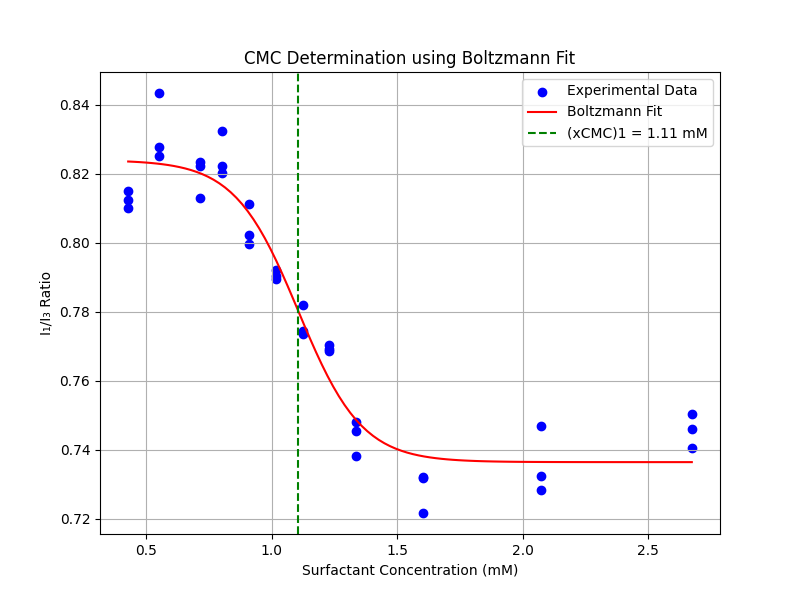 CMC Determination using Boltzmann Fit
Experimental Data
Boltzmann Fit
(xCMC)1 = 1.11 mM
0.84
0.82
0.80
0.78
0.76
0.74
0.72
I₁/I₃ Ratio
0.5
1.0
1.5
2.0
2.5
Surfactant Concentration (mM)